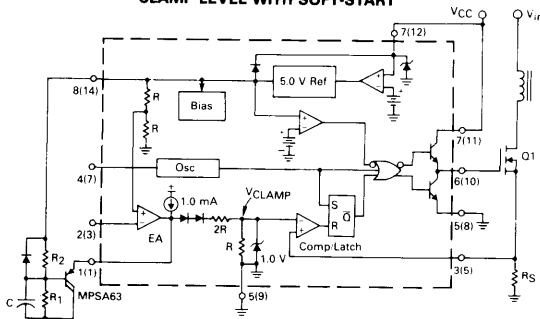 CLAMP LEVEL WITH SOFT-START
VCC
Vin
7(12)
8(14)
5.0 V Ref
R
Bias
R
7(11)
Q1
4(7)
Osc
6(10)
1.0 mA
VCLAMP
S
Q
R
5(8)
2(3)
EA
2R
R
Comp/Latch
1.0 V
3(5)
R2
1(1)
5(9)
RS
C
R1
MPSA63